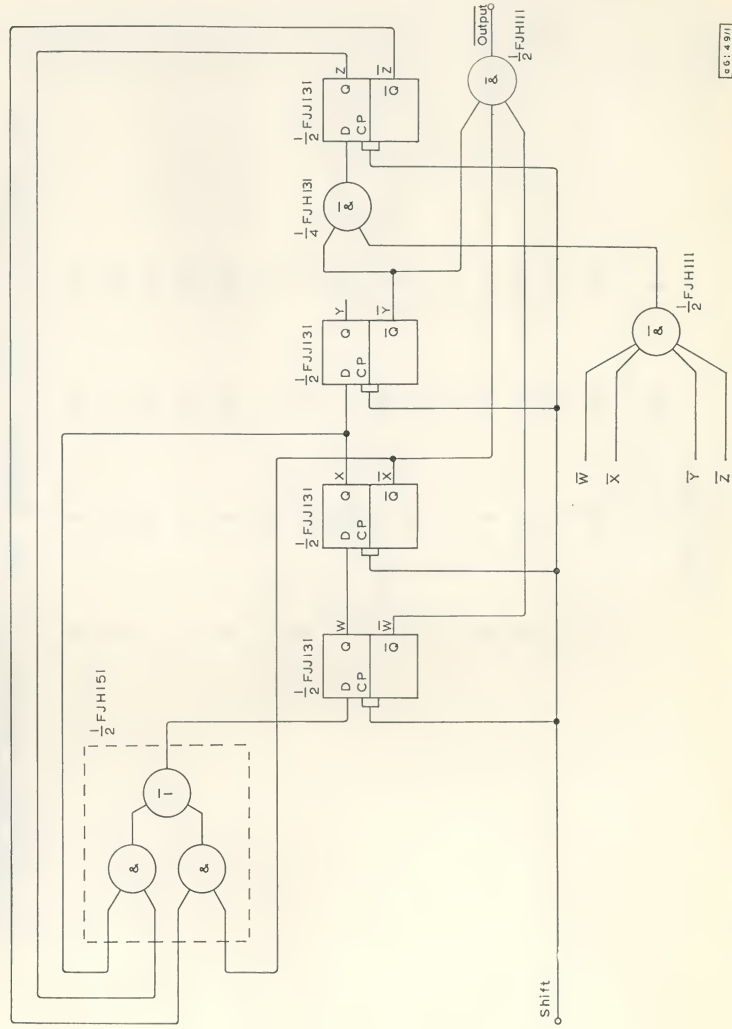 Shift
1/2 FJH151
&
&
1̅
1/2 FJJ131
D Q W
CP
Q̅ W̅
1/2 FJJ131
D Q X
CP
Q̅ X̅
1/2 FJJ131
D Q Y
CP
Q̅ Y̅
1/4 FJH131
&̅
1/2 FJJ131
D Q Z
CP
Q̅ Z̅
O̅u̅t̅p̅u̅t̅
&̅
1/2 FJH111
W̅
X̅
Y̅
Z̅
&̅
1/2 FJH111